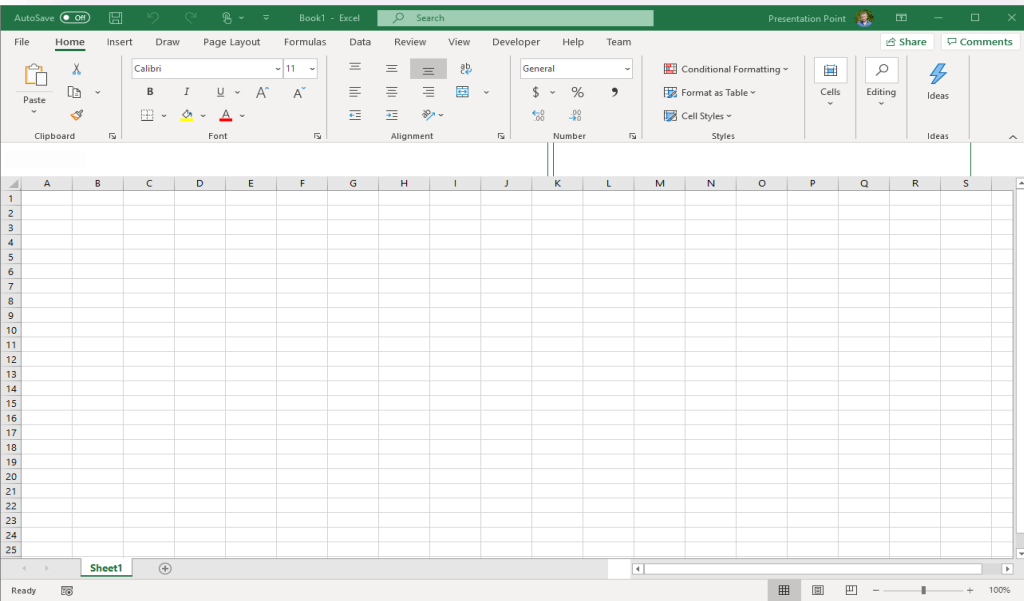 AutoSave Off Book1 - Excel Search Presentation Point
File Home Insert Draw Page Layout Formulas Data Review View Developer Help Team Share Comments
Calibri 11 ab General Conditional Formatting
Paste B I U A A $ % , Format as Table Cells Editing Ideas
A Cell Styles
Clipboard Font Alignment Number Styles Ideas
A B C D E F G H I J K L M N O P Q R S
1
2
3
4
5
6
7
8
9
10
11
12
13
14
15
16
17
18
19
20
21
22
23
24
25
Sheet1
Ready 100%